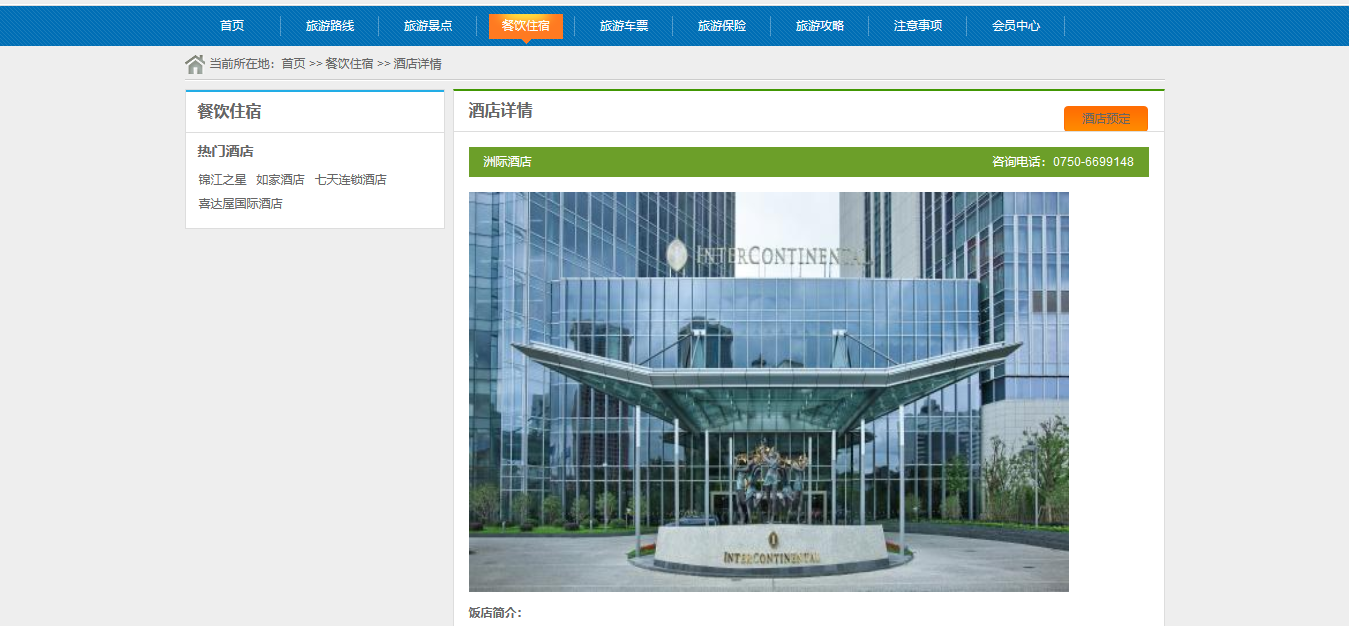 首页 旅游路线 旅游景点 餐饮住宿 旅游车票 旅游保险 旅游攻略 注意事项 会员中心
当前所在地：首页 >> 餐饮住宿 >> 酒店详情
餐饮住宿
热门酒店
锦江之星 如家酒店 七天连锁酒店
喜达屋国际酒店
酒店详情
酒店预定
洲际酒店 咨询电话：0750-6699148
INTERCONTINENTAL
INTERCONTINENTAL
饭店简介：